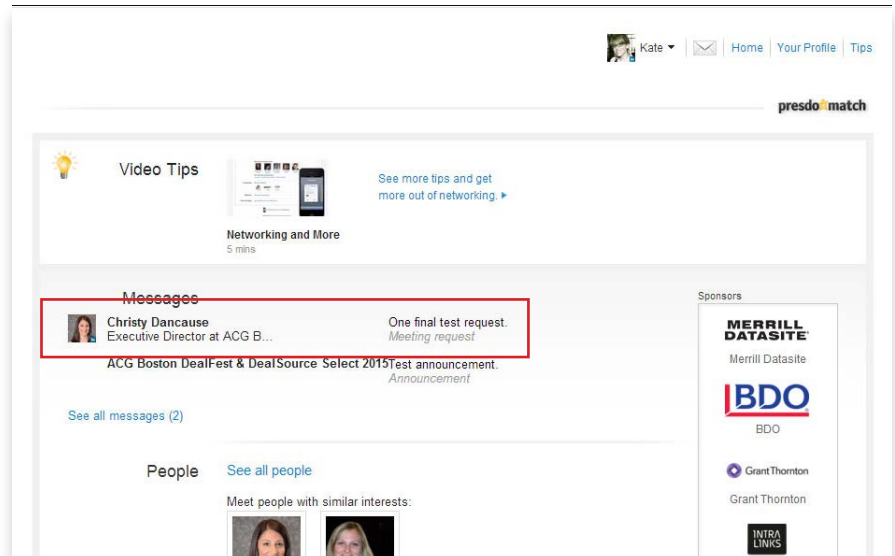 Kate
Home
Your Profile
Tips
presdo match
Video Tips
See more tips and get
more out of networking.
Networking and More
5 mins
Messages
Christy Dancause
One final test request.
Executive Director at ACG B...
Meeting request
ACG Boston DealFest & DealSource Select 2015
Test announcement.
Announcement
See all messages (2)
People
See all people
Meet people with similar interests:
Sponsors
MERRILL
DATASITE
Merrill Datasite
BDO
BDO
Grant Thornton
Grant Thornton
INTRA
LINKS